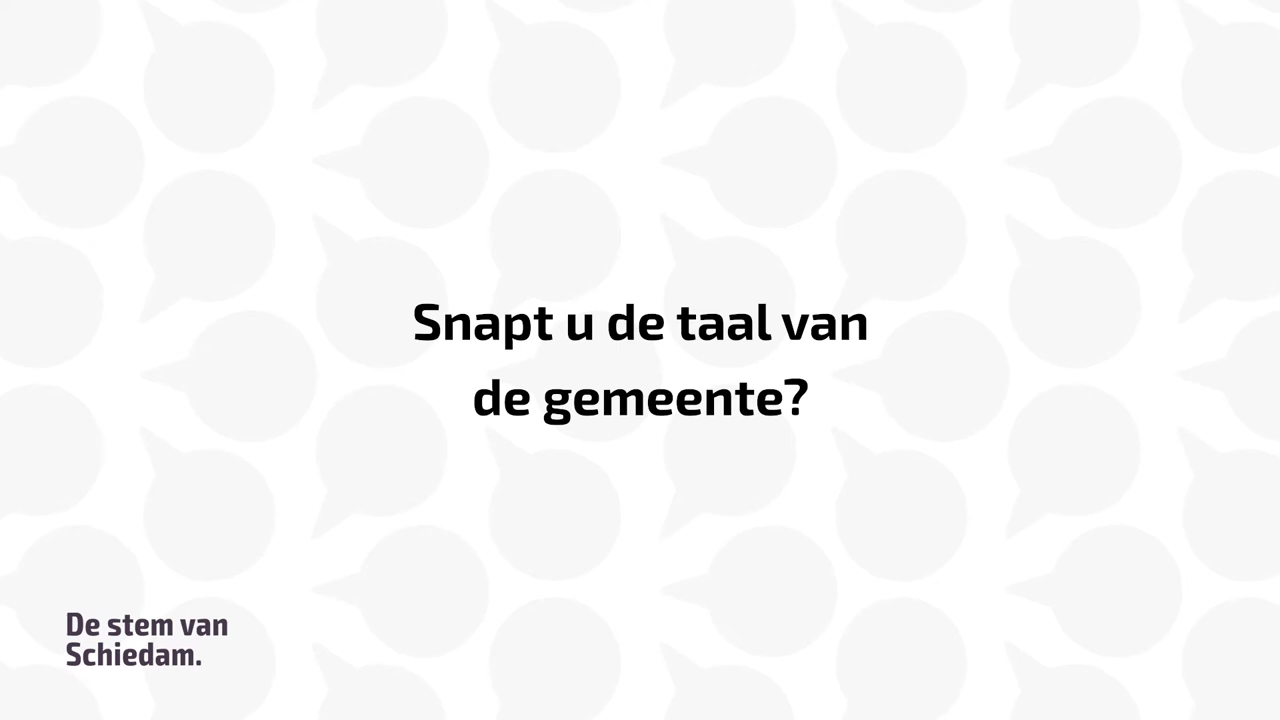 Snapt u de taal van
de gemeente?
De stem van
Schiedam.